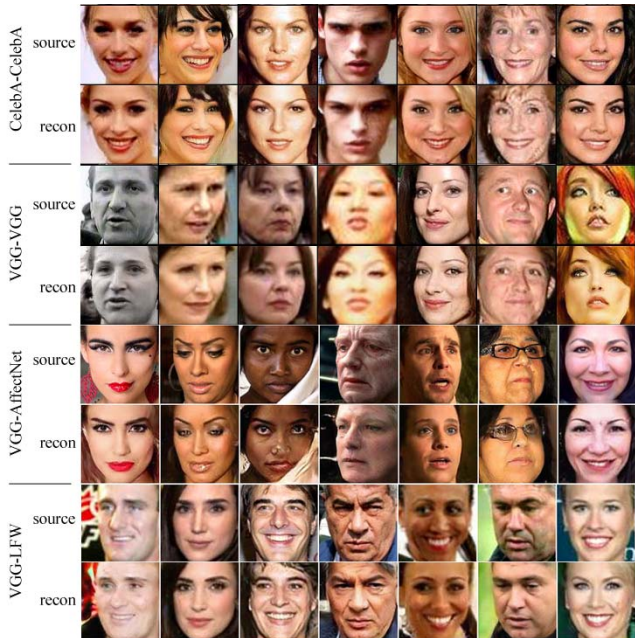 CelebA-CelebA
source
recon
VGG-VGG
source
recon
VGG-AffectNet
source
recon
VGG-LFW
source
recon